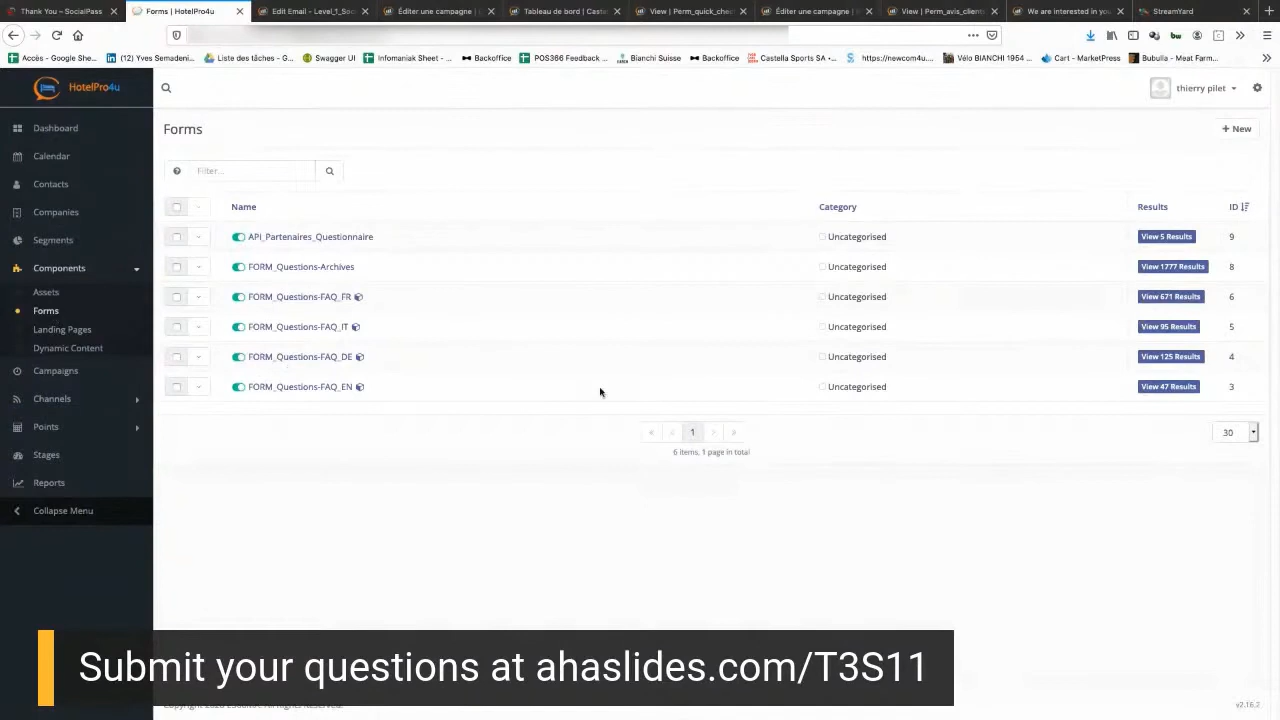 Thank You – SocialPass
Forms | HotelPro4u
Edit Email - Level_1_Soc
Éditer une campagne |
Tableau de bord | Caste
View | Perm_quick_chec
Éditer une campagne |
View | Perm_avis_clients
We are interested in you
StreamYard
Accès - Google She...
(12) Yves Semadeni...
Liste des tâches - G...
Swagger UI
Infomaniak Sheet - ...
Backoffice
POS366 Feedback ...
Bianchi Suisse
Backoffice
Castella Sports SA •...
https://newcom4u....
Vélo BIANCHI 1954 ...
Cart - MarketPress
Bubulla - Meat Farm...
HotelPro4u
thierry pilet
Dashboard
Calendar
Contacts
Companies
Segments
Components
Assets
Forms
Landing Pages
Dynamic Content
Campaigns
Channels
Points
Stages
Reports
Collapse Menu
Forms
+ New
Filter...
Name Category Results ID
API_Partenaires_Questionnaire Uncategorised View 5 Results 9
FORM_Questions-Archives Uncategorised View 1777 Results 8
FORM_Questions-FAQ_FR Uncategorised View 671 Results 6
FORM_Questions-FAQ_IT Uncategorised View 95 Results 5
FORM_Questions-FAQ_DE Uncategorised View 125 Results 4
FORM_Questions-FAQ_EN Uncategorised View 47 Results 3
« ‹ 1 › »
30
6 items, 1 page in total
Submit your questions at ahaslides.com/T3S11
v2.16.2